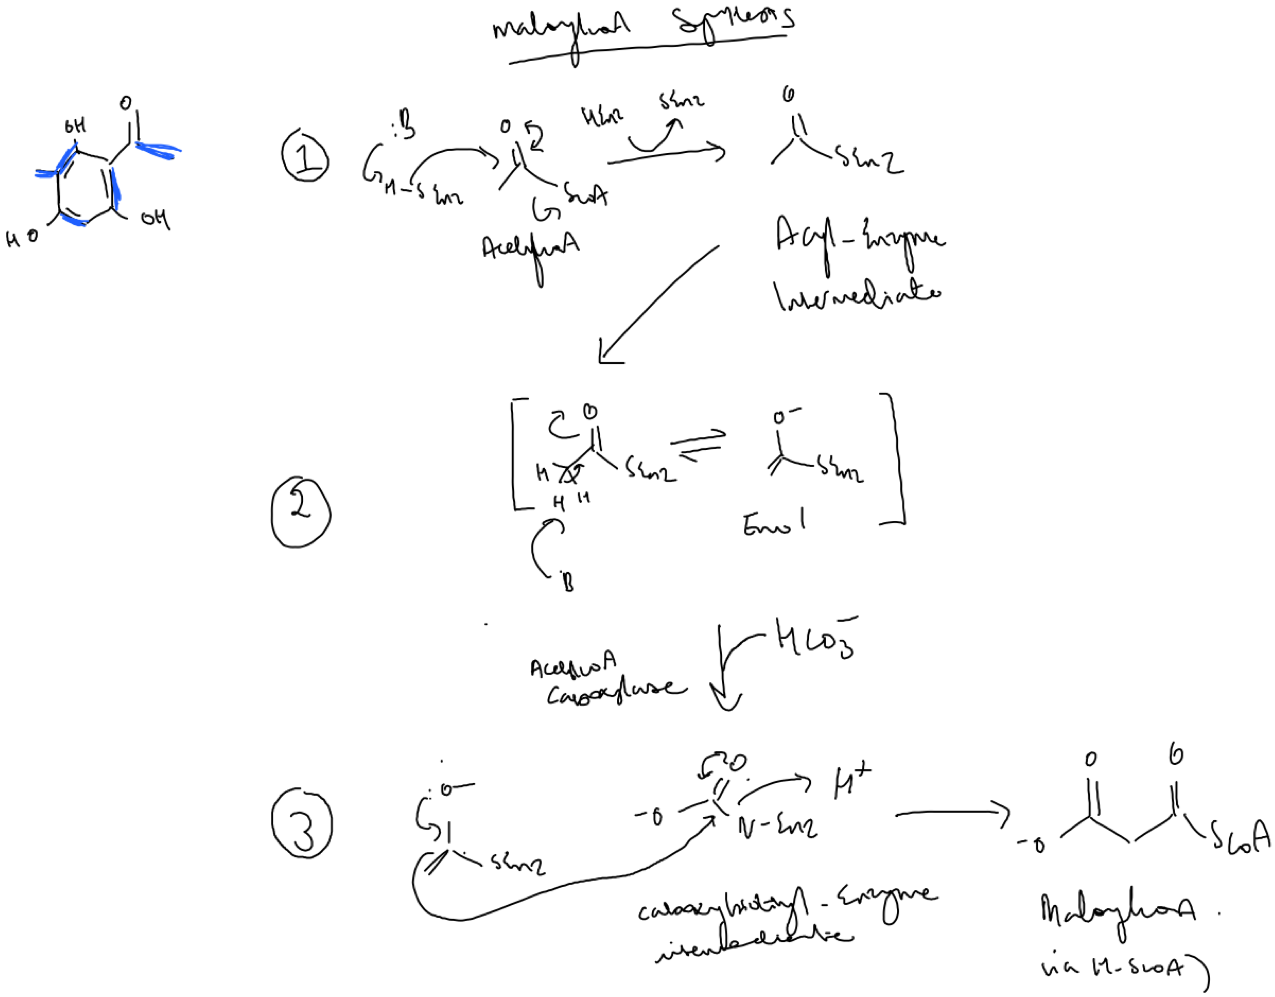 MalonylCoA Synthesis
O
OH
HO
OH
1
:B
H-SEnz
O
SCoA
AcetylCoA
HEnz
SEnz
O
SEnz
Acyl-Enzyme
Intermediate
2
O
H
H H
SEnz
:B
O-
SEnz
Enol
AcetylCoA
Carboxylase
HCO3-
3
:O-
SEnz
O
-O
N-Enz
H+
carboxybiotinyl-Enzyme
intermediate
O
O
-O
SCoA
MalonylCoA.
via H-SCoA)